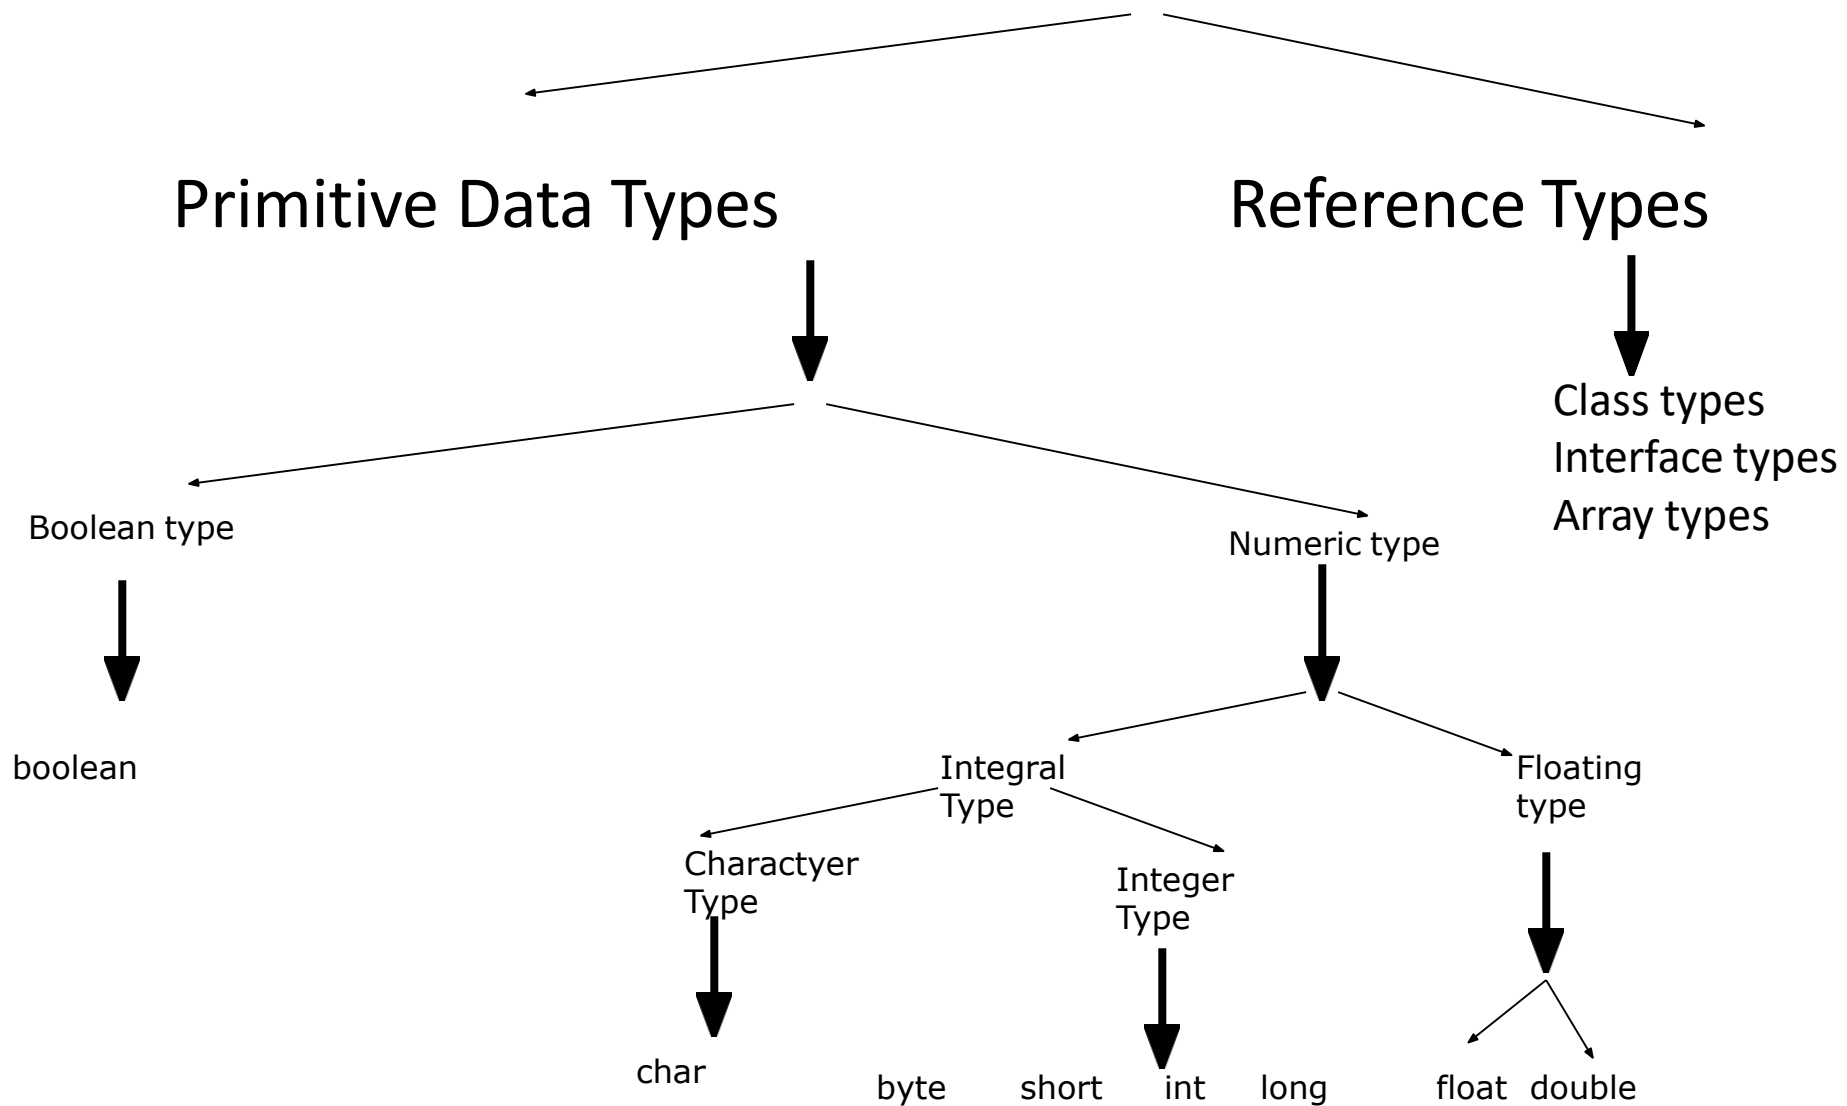 Primitive Data Types
Reference Types
Class types
Interface types
Array types
Boolean type
Numeric type
boolean
Integral
Type
Floating
type
Charactyer
Type
Integer
Type
char
byte short int long
float double